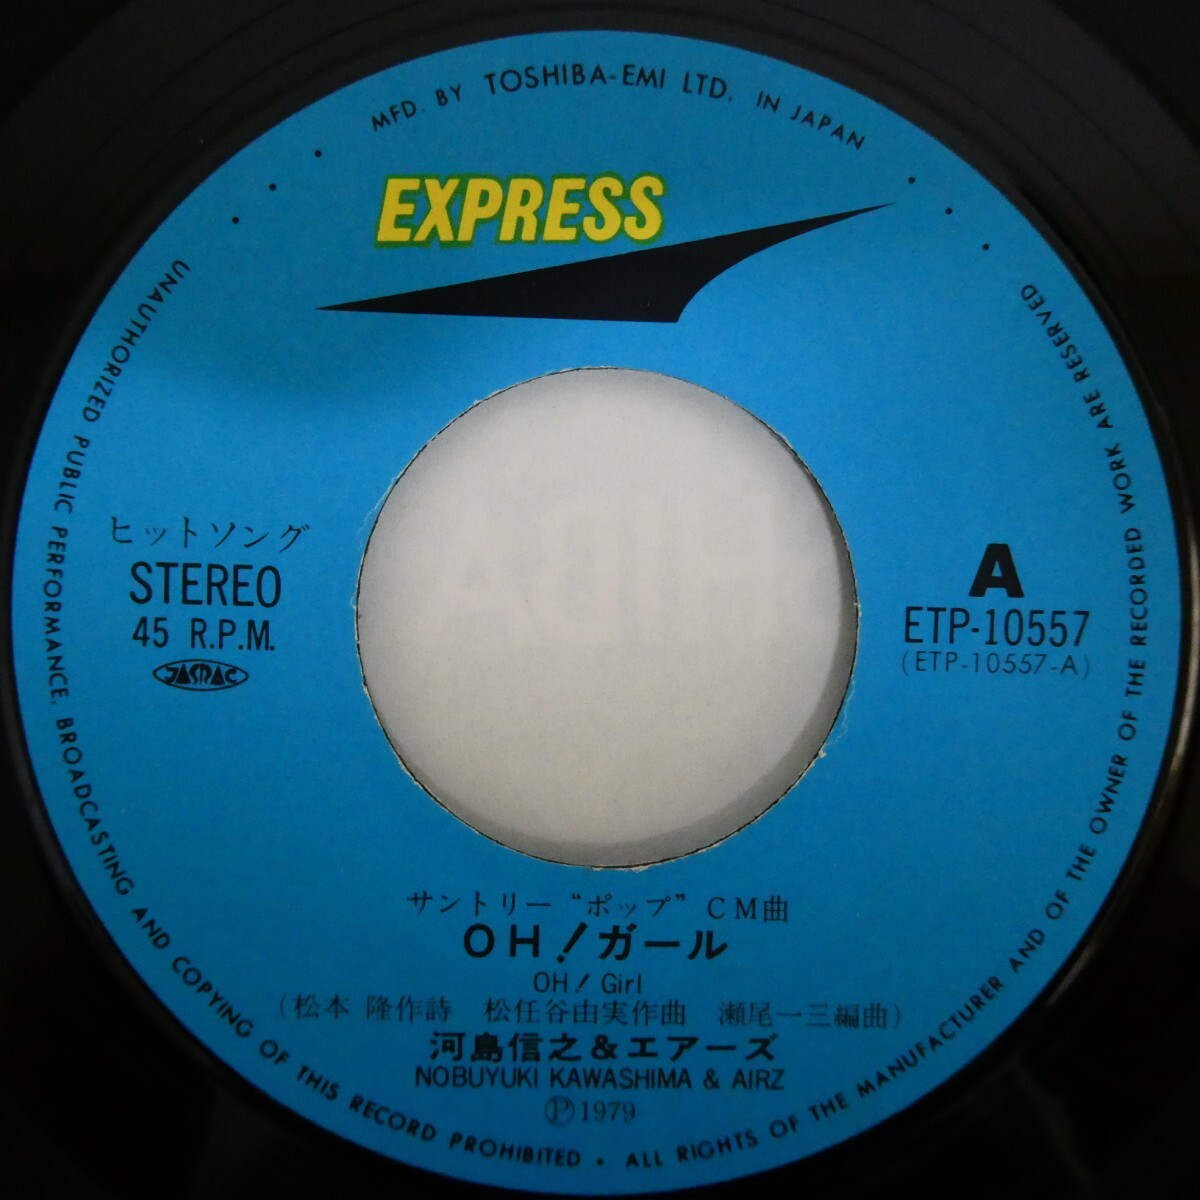 MFD. BY TOSHIBA-EMI LTD. IN JAPAN
EXPRESS
ヒットソング
STEREO
45 R.P.M.
JASRAC
A
ETP-10557
(ETP-10557-A)
サントリー“ポップ”CM曲
OH!ガール
OH! Girl
(松本 隆作詩 松任谷由実作曲 瀬尾一三編曲)
河島信之&エアーズ
NOBUYUKI KAWASHIMA & AIRZ
Ⓟ1979
UNAUTHORIZED PUBLIC PERFORMANCE, BROADCASTING AND COPYING OF THIS RECORD PROHIBITED • ALL RIGHTS OF THE MANUFACTURER AND OF THE OWNER OF THE RECORDED WORK ARE RESERVED